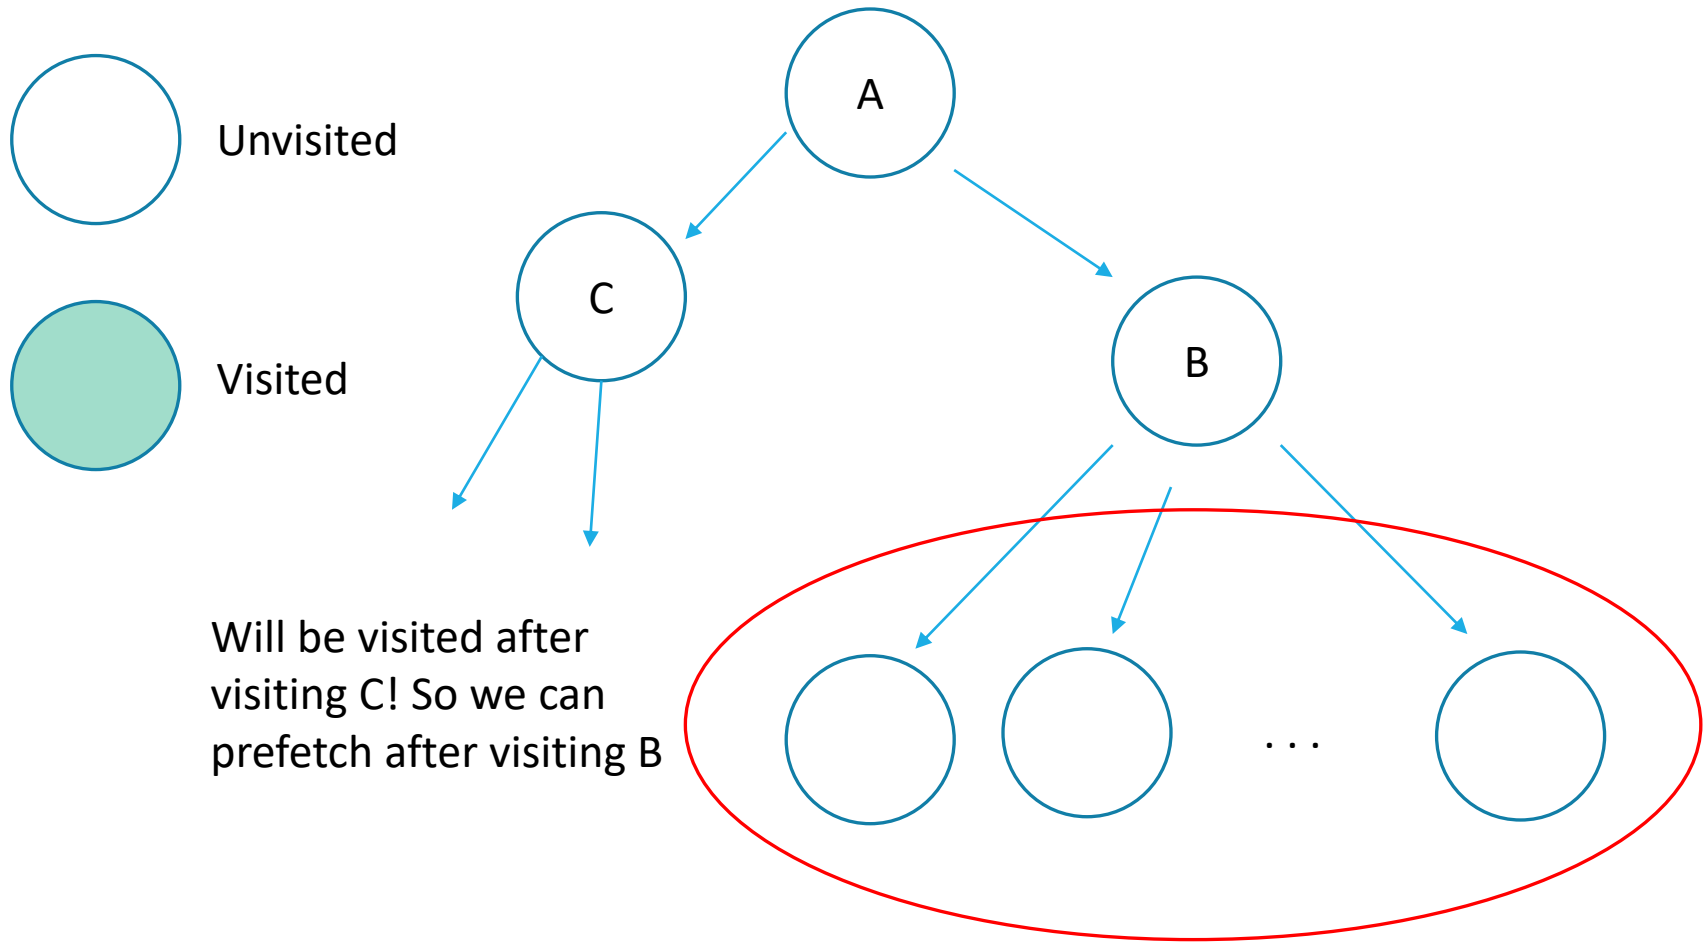 Unvisited
Visited
A
C
B
Will be visited after
visiting C! So we can
prefetch after visiting B
. . .